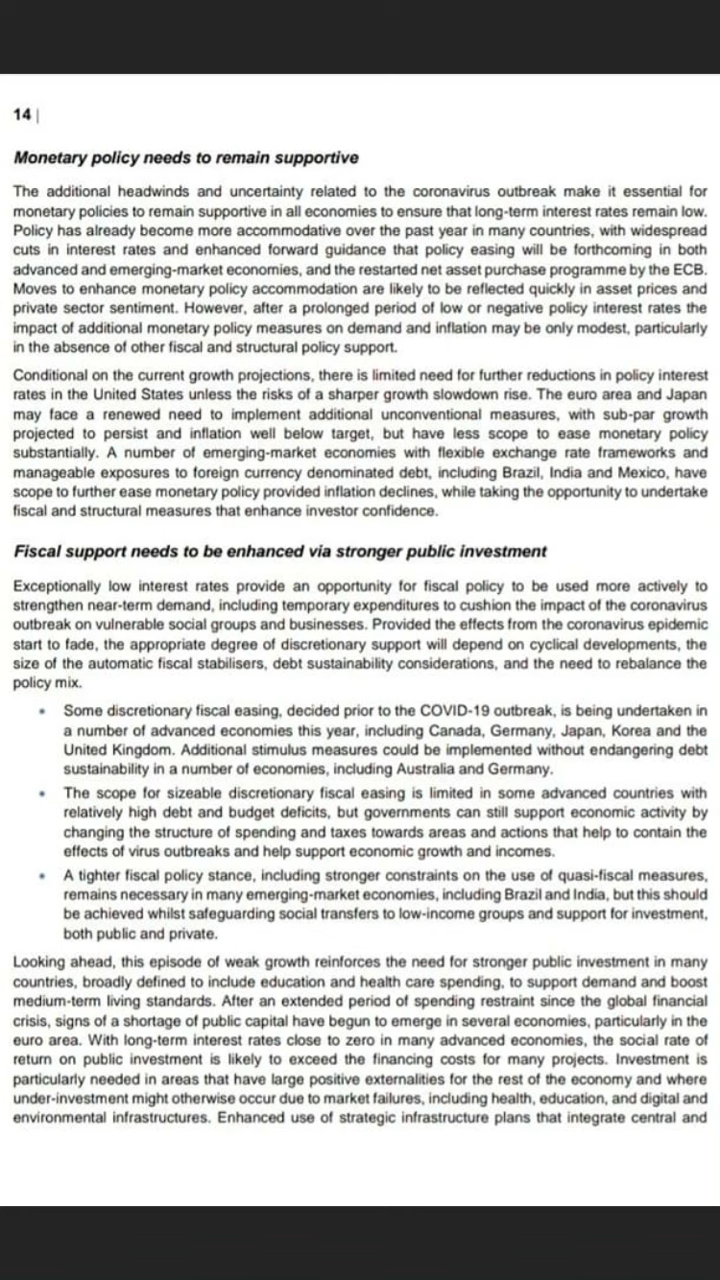 14 |
Monetary policy needs to remain supportive
The additional headwinds and uncertainty related to the coronavirus outbreak make it essential for
monetary policies to remain supportive in all economies to ensure that long-term interest rates remain low.
Policy has already become more accommodative over the past year in many countries, with widespread
cuts in interest rates and enhanced forward guidance that policy easing will be forthcoming in both
advanced and emerging-market economies, and the restarted net asset purchase programme by the ECB.
Moves to enhance monetary policy accommodation are likely to be reflected quickly in asset prices and
private sector sentiment. However, after a prolonged period of low or negative policy interest rates the
impact of additional monetary policy measures on demand and inflation may be only modest, particularly
in the absence of other fiscal and structural policy support.
Conditional on the current growth projections, there is limited need for further reductions in policy interest
rates in the United States unless the risks of a sharper growth slowdown rise. The euro area and Japan
may face a renewed need to implement additional unconventional measures, with sub-par growth
projected to persist and inflation well below target, but have less scope to ease monetary policy
substantially. A number of emerging-market economies with flexible exchange rate frameworks and
manageable exposures to foreign currency denominated debt, including Brazil, India and Mexico, have
scope to further ease monetary policy provided inflation declines, while taking the opportunity to undertake
fiscal and structural measures that enhance investor confidence.
Fiscal support needs to be enhanced via stronger public investment
Exceptionally low interest rates provide an opportunity for fiscal policy to be used more actively to
strengthen near-term demand, including temporary expenditures to cushion the impact of the coronavirus
outbreak on vulnerable social groups and businesses. Provided the effects from the coronavirus epidemic
start to fade, the appropriate degree of discretionary support will depend on cyclical developments, the
size of the automatic fiscal stabilisers, debt sustainability considerations, and the need to rebalance the
policy mix.
• Some discretionary fiscal easing, decided prior to the COVID-19 outbreak, is being undertaken in
a number of advanced economies this year, including Canada, Germany, Japan, Korea and the
United Kingdom. Additional stimulus measures could be implemented without endangering debt
sustainability in a number of economies, including Australia and Germany.
• The scope for sizeable discretionary fiscal easing is limited in some advanced countries with
relatively high debt and budget deficits, but governments can still support economic activity by
changing the structure of spending and taxes towards areas and actions that help to contain the
effects of virus outbreaks and help support economic growth and incomes.
• A tighter fiscal policy stance, including stronger constraints on the use of quasi-fiscal measures,
remains necessary in many emerging-market economies, including Brazil and India, but this should
be achieved whilst safeguarding social transfers to low-income groups and support for investment,
both public and private.
Looking ahead, this episode of weak growth reinforces the need for stronger public investment in many
countries, broadly defined to include education and health care spending, to support demand and boost
medium-term living standards. After an extended period of spending restraint since the global financial
crisis, signs of a shortage of public capital have begun to emerge in several economies, particularly in the
euro area. With long-term interest rates close to zero in many advanced economies, the social rate of
return on public investment is likely to exceed the financing costs for many projects. Investment is
particularly needed in areas that have large positive externalities for the rest of the economy and where
under-investment might otherwise occur due to market failures, including health, education, and digital and
environmental infrastructures. Enhanced use of strategic infrastructure plans that integrate central and